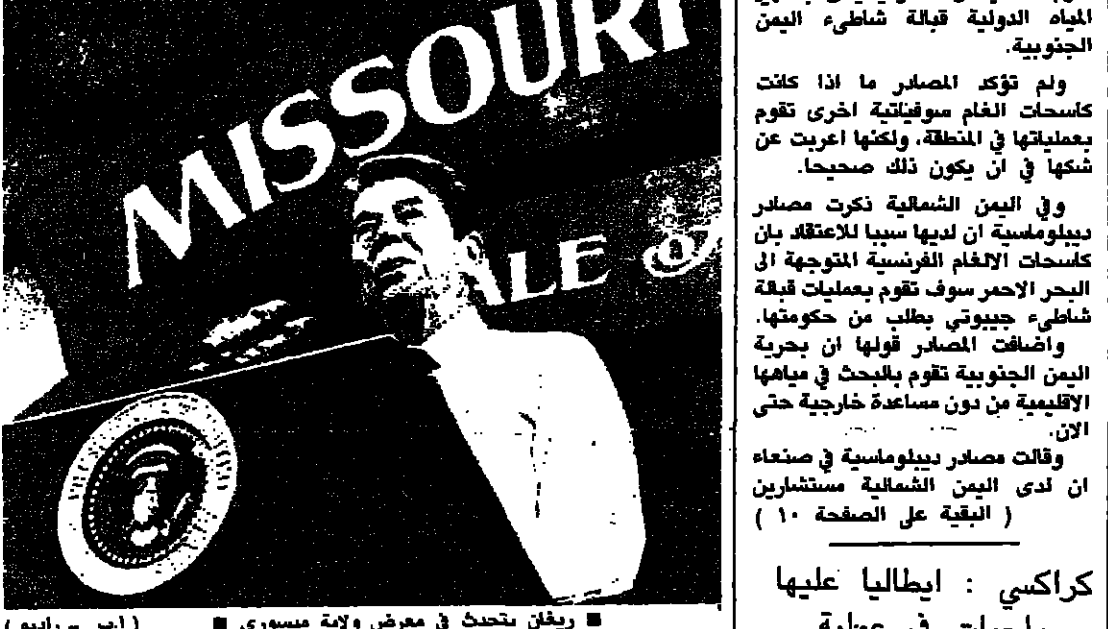 المياه الدولية قبالة شاطىء اليمن
الجنوبية.
ولم تؤكد المصادر ما اذا كانت
كاسحات الغام سوفياتية اخرى تقوم
بعملياتها في المنطقة، ولكنها اعربت عن
شكها في ان يكون ذلك صحيحا.
وفي اليمن الشمالية ذكرت مصادر
ديبلوماسية ان لديها سببا للاعتقاد بان
كاسحات الالغام الفرنسية المتوجهة الى
البحر الاحمر سوف تقوم بعمليات قبالة
شاطىء جيبوتي بطلب من حكومتها.
واضافت المصادر قولها ان بحرية
اليمن الجنوبية تقوم بالبحث في مياهها
الاقليمية من دون مساعدة خارجية حتى
الان.
وقالت مصادر ديبلوماسية في صنعاء
ان لدى اليمن الشمالية مستشارين
( البقية على الصفحة ١٠ )
كراكسي : ايطاليا عليها
MISSOURI
ALE
■ ريغان يتحدث في معرض ولاية ميسوري ■ ( ا.ب – راديو )